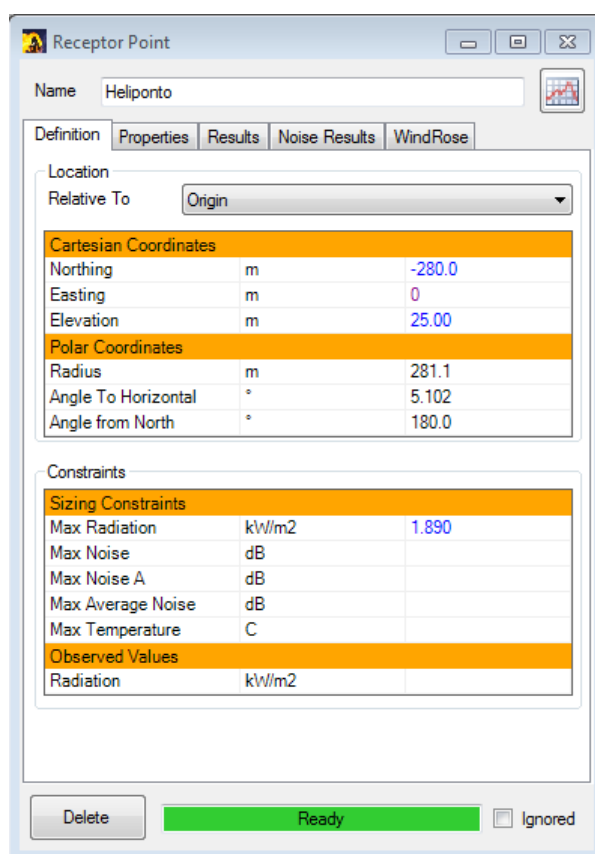 Receptor Point
Name Heliponto
Definition Properties Results Noise Results WindRose
Location
Relative To Origin
Cartesian Coordinates
Northing m -280.0
Easting m 0
Elevation m 25.00
Polar Coordinates
Radius m 281.1
Angle To Horizontal ° 5.102
Angle from North ° 180.0
Constraints
Sizing Constraints
Max Radiation kW/m2 1.890
Max Noise dB
Max Noise A dB
Max Average Noise dB
Max Temperature C
Observed Values
Radiation kW/m2
Delete Ready Ignored